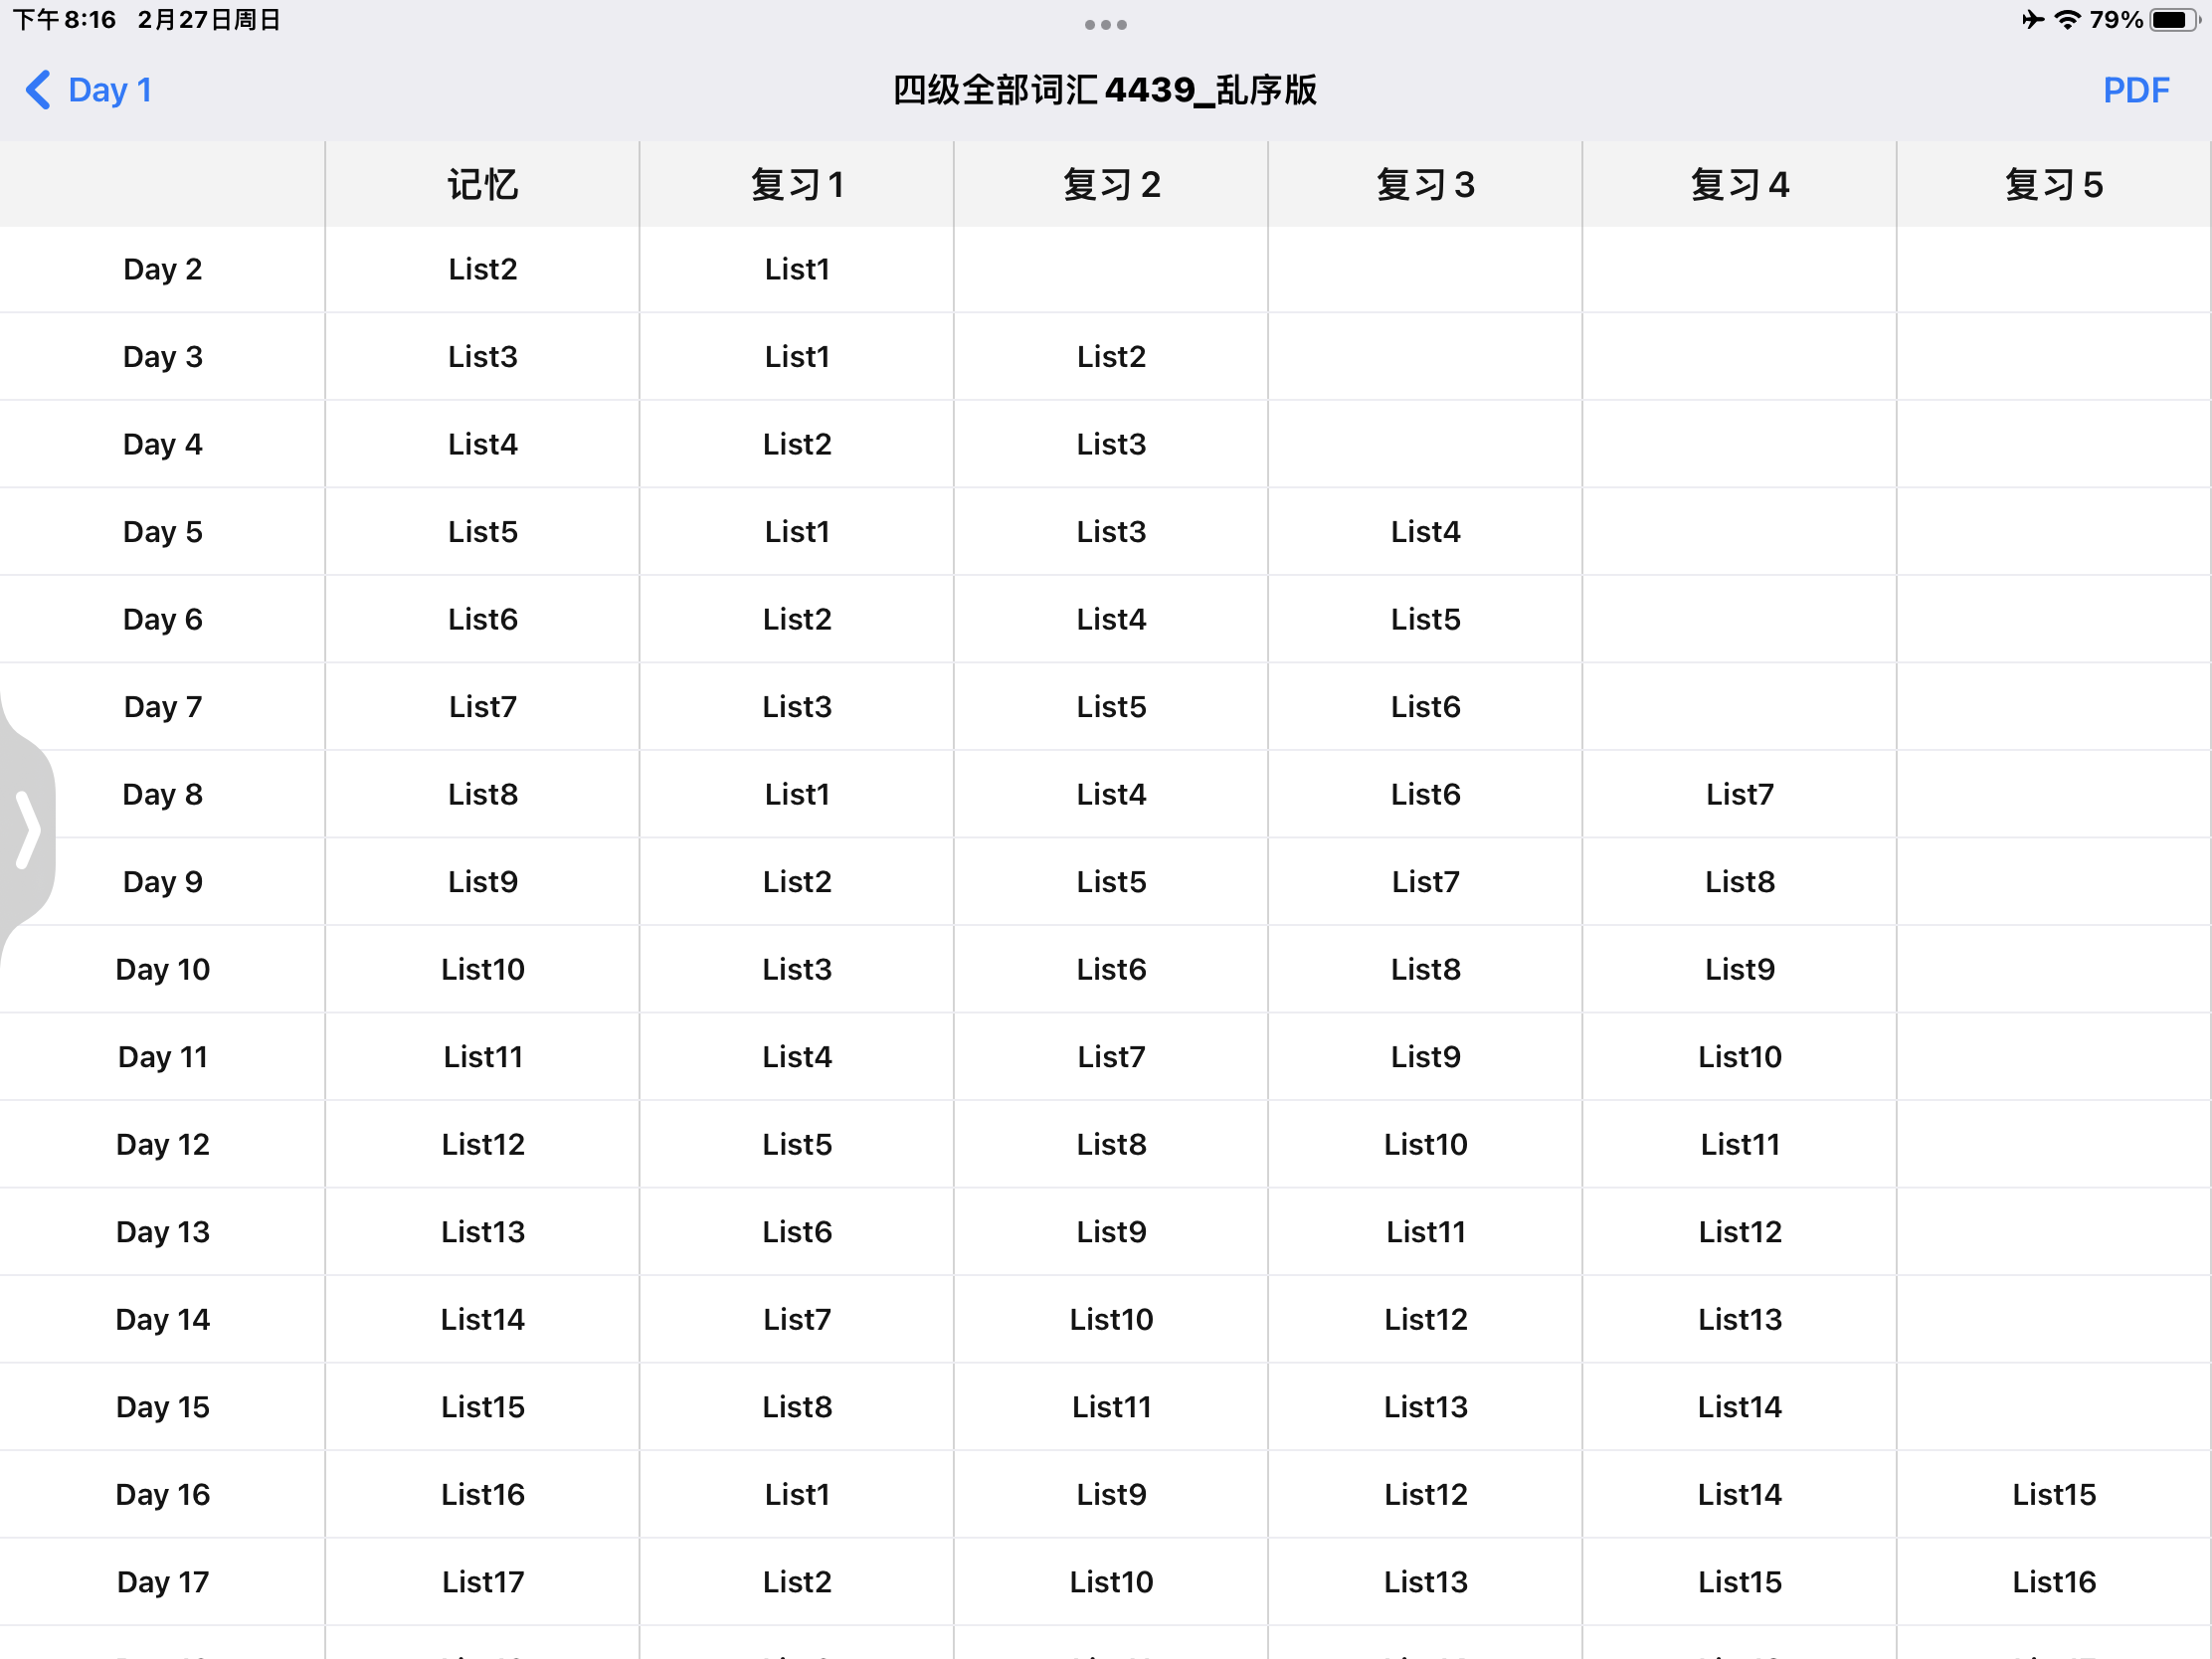 下午8:16 2月27日周日 79%
Day 1 四级全部词汇4439_乱序版 PDF
记忆 复习1 复习2 复习3 复习4 复习5
Day 2 List2 List1
Day 3 List3 List1 List2
Day 4 List4 List2 List3
Day 5 List5 List1 List3 List4
Day 6 List6 List2 List4 List5
Day 7 List7 List3 List5 List6
Day 8 List8 List1 List4 List6 List7
Day 9 List9 List2 List5 List7 List8
Day 10 List10 List3 List6 List8 List9
Day 11 List11 List4 List7 List9 List10
Day 12 List12 List5 List8 List10 List11
Day 13 List13 List6 List9 List11 List12
Day 14 List14 List7 List10 List12 List13
Day 15 List15 List8 List11 List13 List14
Day 16 List16 List1 List9 List12 List14 List15
Day 17 List17 List2 List10 List13 List15 List16